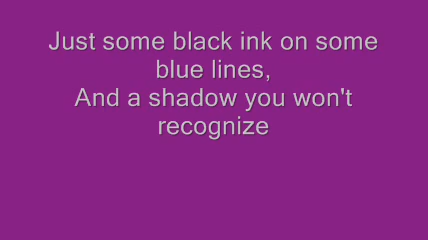 Just some black ink on some
blue lines,
And a shadow you won't
recognize